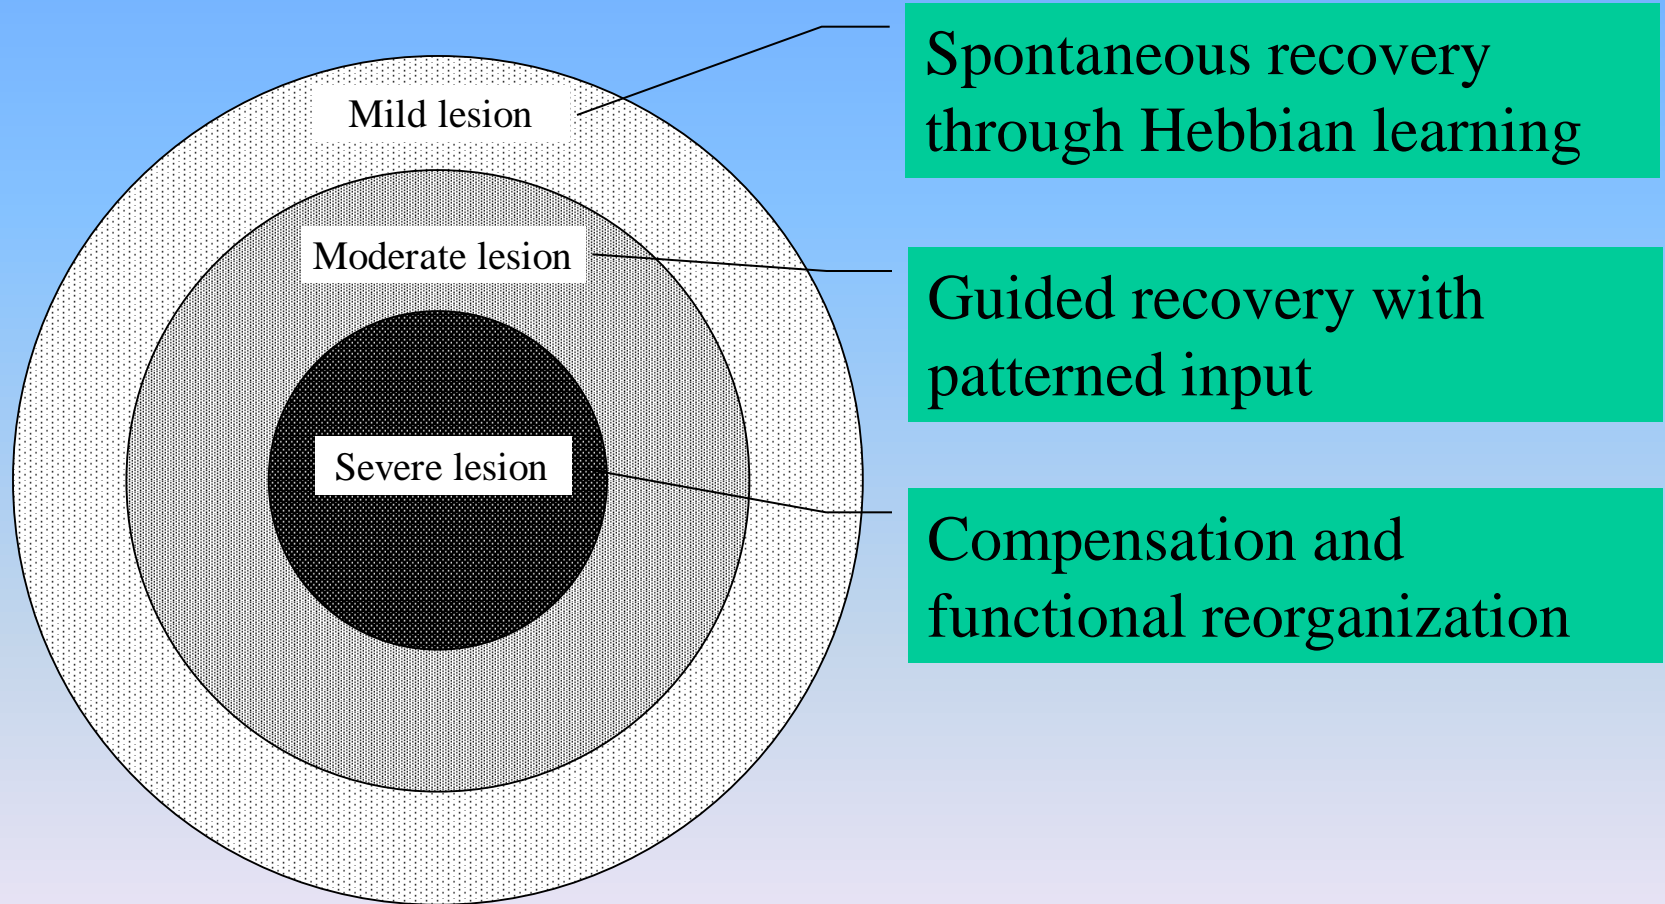 Mild lesion
Spontaneous recovery
through Hebbian learning
Moderate lesion
Guided recovery with
patterned input
Severe lesion
Compensation and
functional reorganization